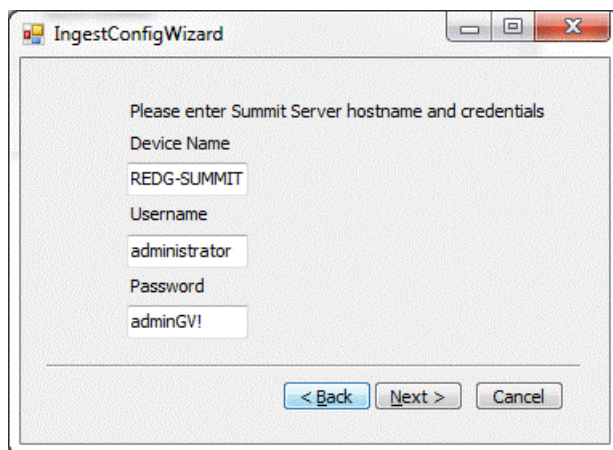 IngestConfigWizard
Please enter Summit Server hostname and credentials
Device Name
REDG-SUMMIT
Username
administrator
Password
adminGV!
< Back Next > Cancel